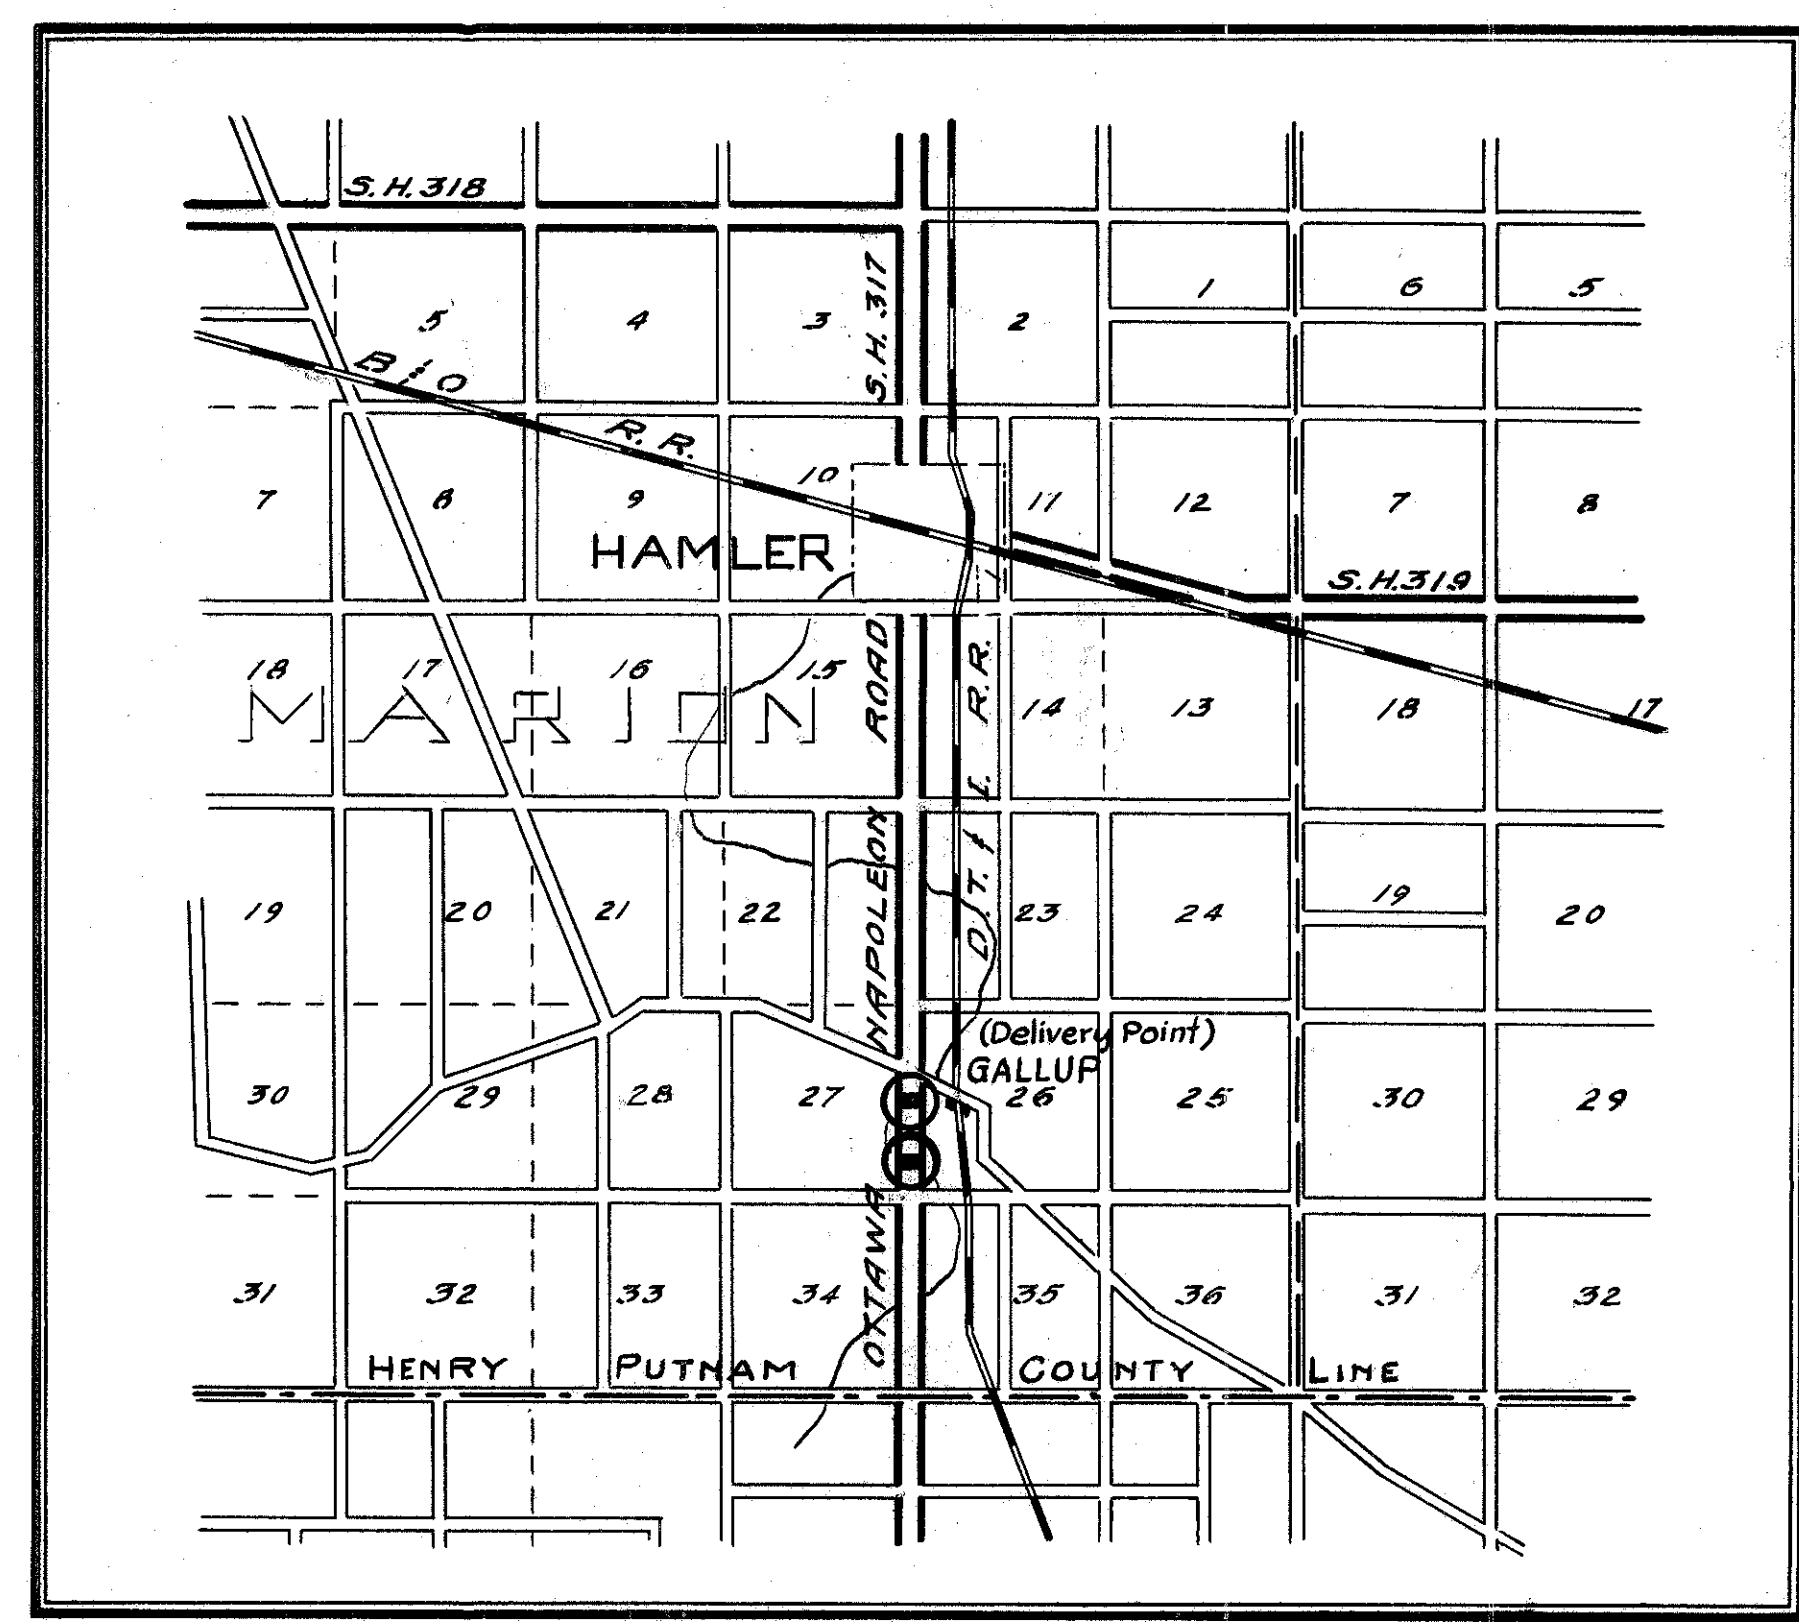 S. H. 318
S. H. 317
1 6 5
5 4 3 2
B & O
R. R.
10
7 8 9 11 12 7 8
HAMLER
S. H. 319
18 17 16 15 14 13 18 17
MARION
OTTAWA NAPOLEON ROAD
D. T. & I. R. R.
19 20 21 22 23 24 19 20
(Delivery Point)
GALLUP
30 29 28 27 26 25 30 29
31 32 33 34 35 36 31 32
HENRY PUTNAM COUNTY LINE